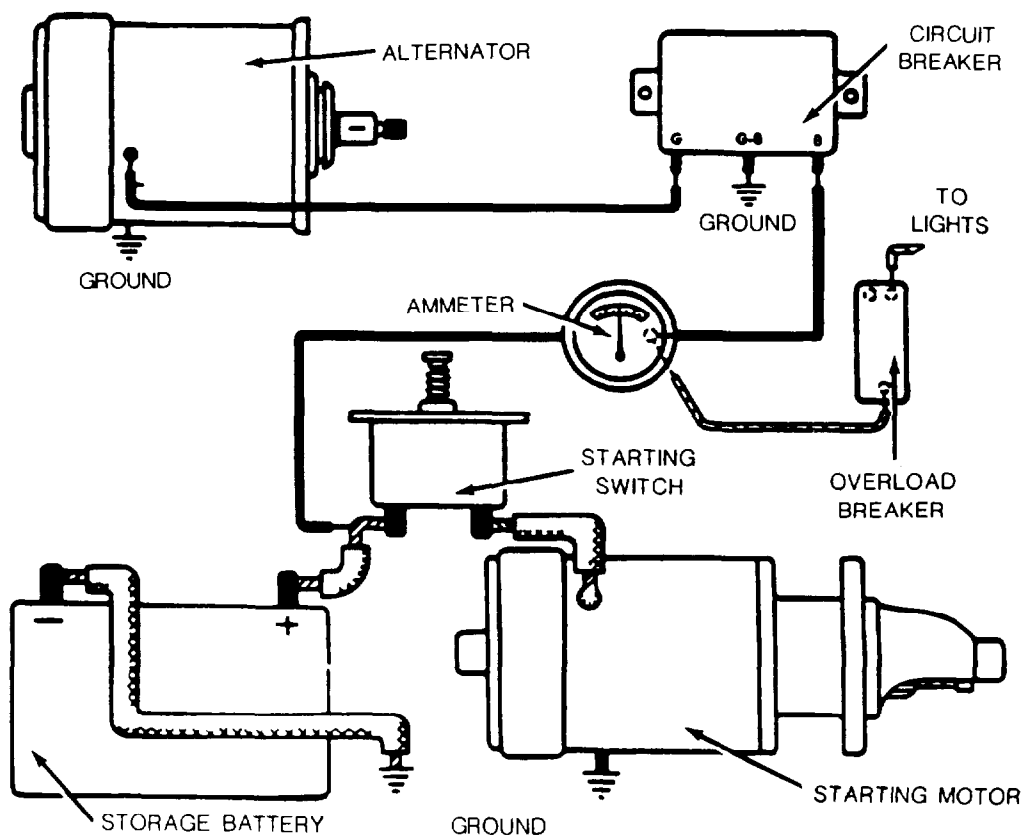 ALTERNATOR
CIRCUIT
BREAKER
G G-B B
GROUND
GROUND
TO
LIGHTS
AMMETER
STARTING
SWITCH
OVERLOAD
BREAKER
− +
STORAGE BATTERY
GROUND
STARTING MOTOR